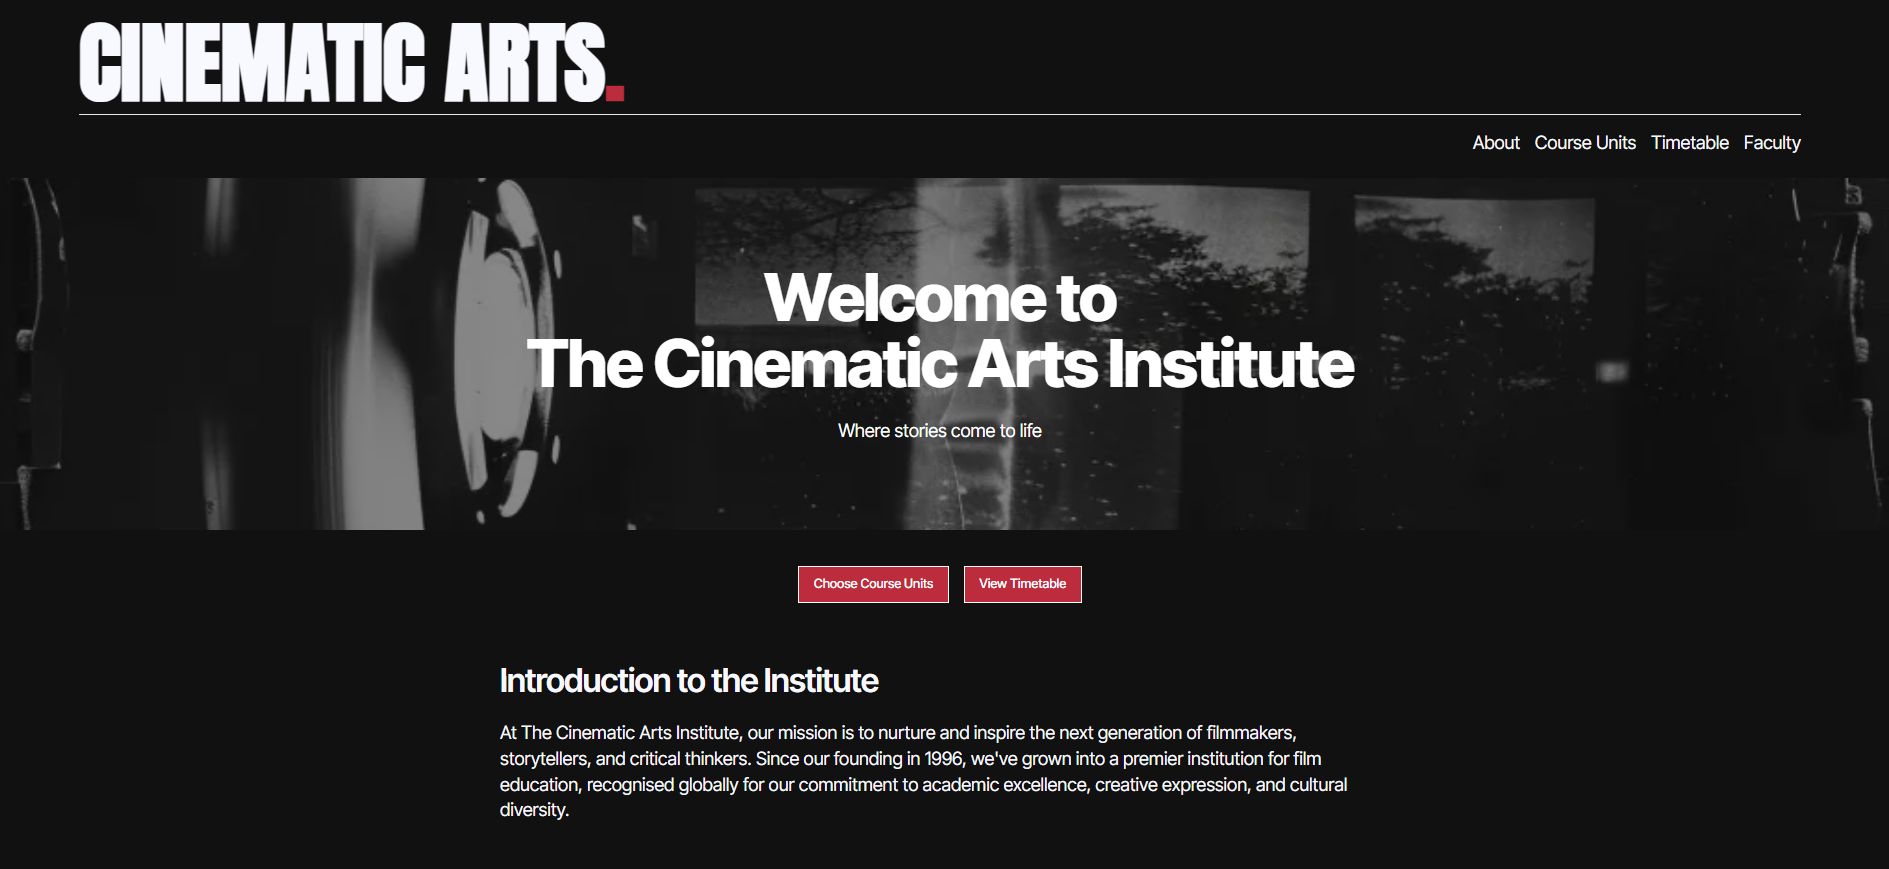 CINEMATIC ARTS.
About Course Units Timetable Faculty
Welcome to
The Cinematic Arts Institute
Where stories come to life
Choose Course Units View Timetable
Introduction to the Institute
At The Cinematic Arts Institute, our mission is to nurture and inspire the next generation of filmmakers,
storytellers, and critical thinkers. Since our founding in 1996, we've grown into a premier institution for film
education, recognised globally for our commitment to academic excellence, creative expression, and cultural
diversity.